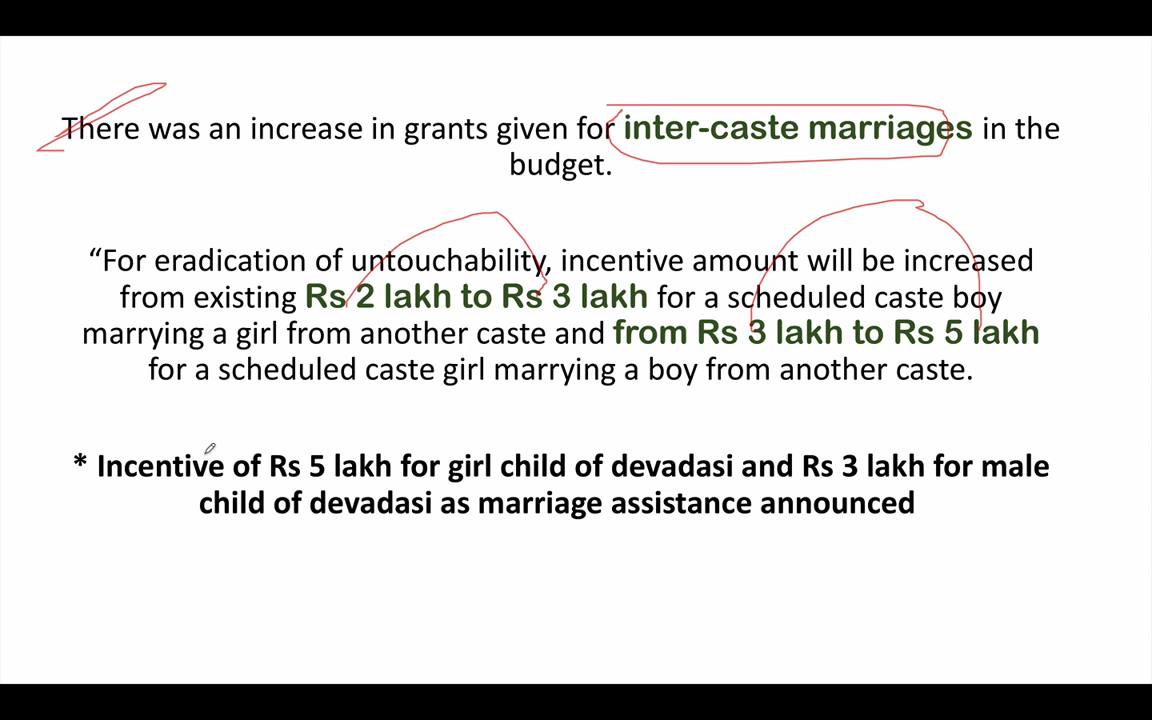 There was an increase in grants given for inter-caste marriages in the
budget.
“For eradication of untouchability, incentive amount will be increased
from existing Rs 2 lakh to Rs 3 lakh for a scheduled caste boy
marrying a girl from another caste and from Rs 3 lakh to Rs 5 lakh
for a scheduled caste girl marrying a boy from another caste.
* Incentive of Rs 5 lakh for girl child of devadasi and Rs 3 lakh for male
child of devadasi as marriage assistance announced